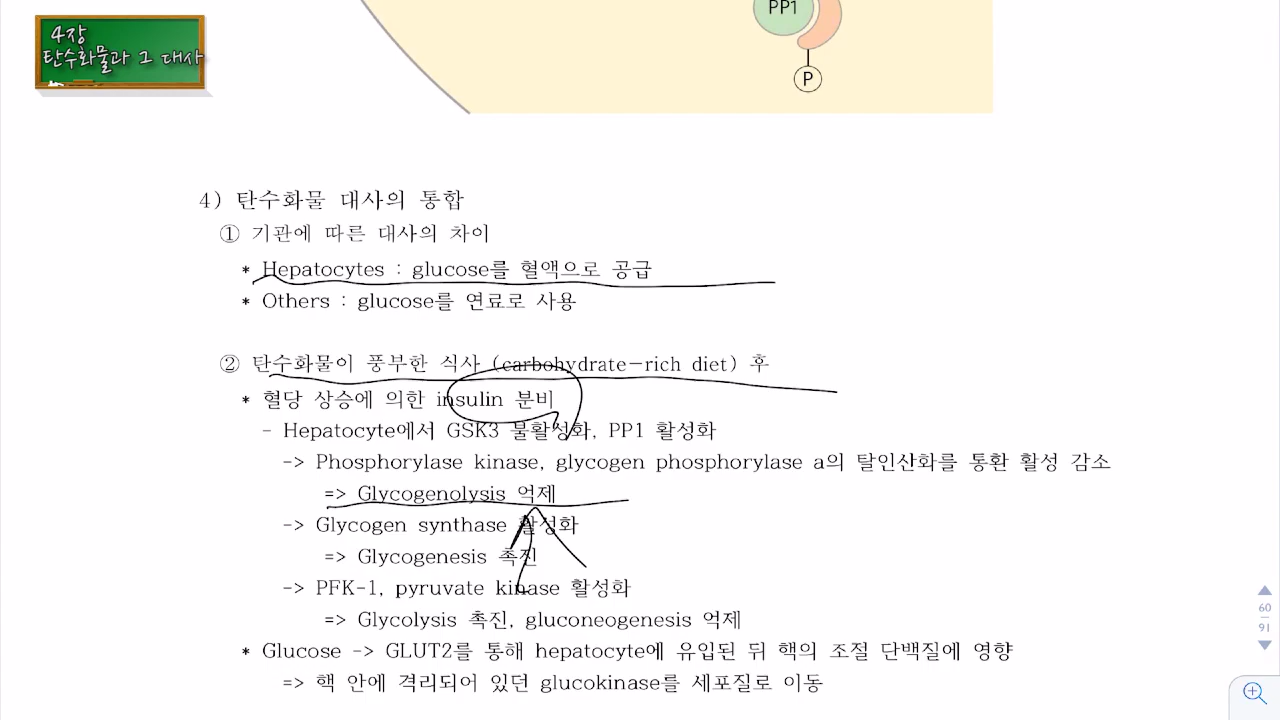 4장
탄수화물과 그 대사
PP1
P
4) 탄수화물 대사의 통합
① 기관에 따른 대사의 차이
* Hepatocytes : glucose를 혈액으로 공급
* Others : glucose를 연료로 사용
② 탄수화물이 풍부한 식사 (carbohydrate-rich diet) 후
* 혈당 상승에 의한 insulin 분비
- Hepatocyte에서 GSK3 불활성화, PP1 활성화
-> Phosphorylase kinase, glycogen phosphorylase a의 탈인산화를 통환 활성 감소
=> Glycogenolysis 억제
-> Glycogen synthase 활성화
=> Glycogenesis 촉진
-> PFK-1, pyruvate kinase 활성화
=> Glycolysis 촉진, gluconeogenesis 억제
* Glucose -> GLUT2를 통해 hepatocyte에 유입된 뒤 핵의 조절 단백질에 영향
=> 핵 안에 격리되어 있던 glucokinase를 세포질로 이동
60
91